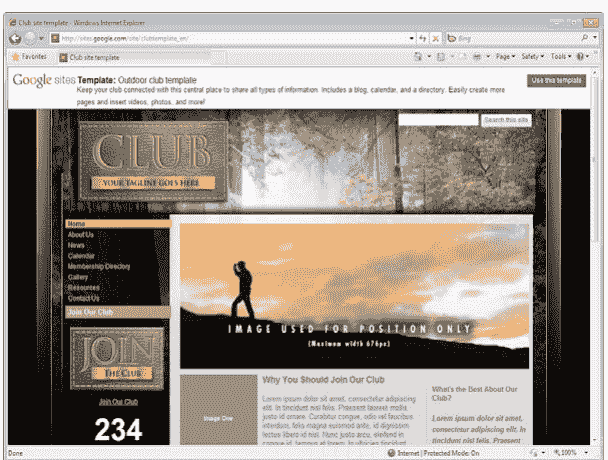 Club site template - Windows Internet Explorer
http://sites.google.com/site/clubtemplate_en/
Bing
Favorites
Club site template
Page
Safety
Tools
Google sites
Template: Outdoor club template
Use this template
Keep your club connected with this central place to share all types of information. Includes a blog, calendar, and a directory. Easily create more
pages and insert videos, photos, and more!
Search this site
CLUB
YOUR TAGLINE GOES HERE
Home
About Us
News
Calendar
Membership Directory
Gallery
Resources
Contact Us
Join Our Club
JOIN
THE CLUB
Join Our Club
234
IMAGE USED FOR POSITION ONLY
(Maximum width 676px)
Image One
Why You Should Join Our Club
Lorem ipsum dolor sit amet, consectetur adipiscing
elit. In tincidunt nisi felis. Praesent laoreet mollis
justo id ornare. Curabitur congue, odio vel faucibus
interdum, felis magna euismod ante, id dignissim
lectus libero id nisl. Nunc justo arcu, eleifend in
What's the Best About Our
Club?
Lorem ipsum dolor sit amet,
consectetur adipiscing elit. In
tincidunt nisi felis. Praesent
Done
Internet | Protected Mode: On
100%